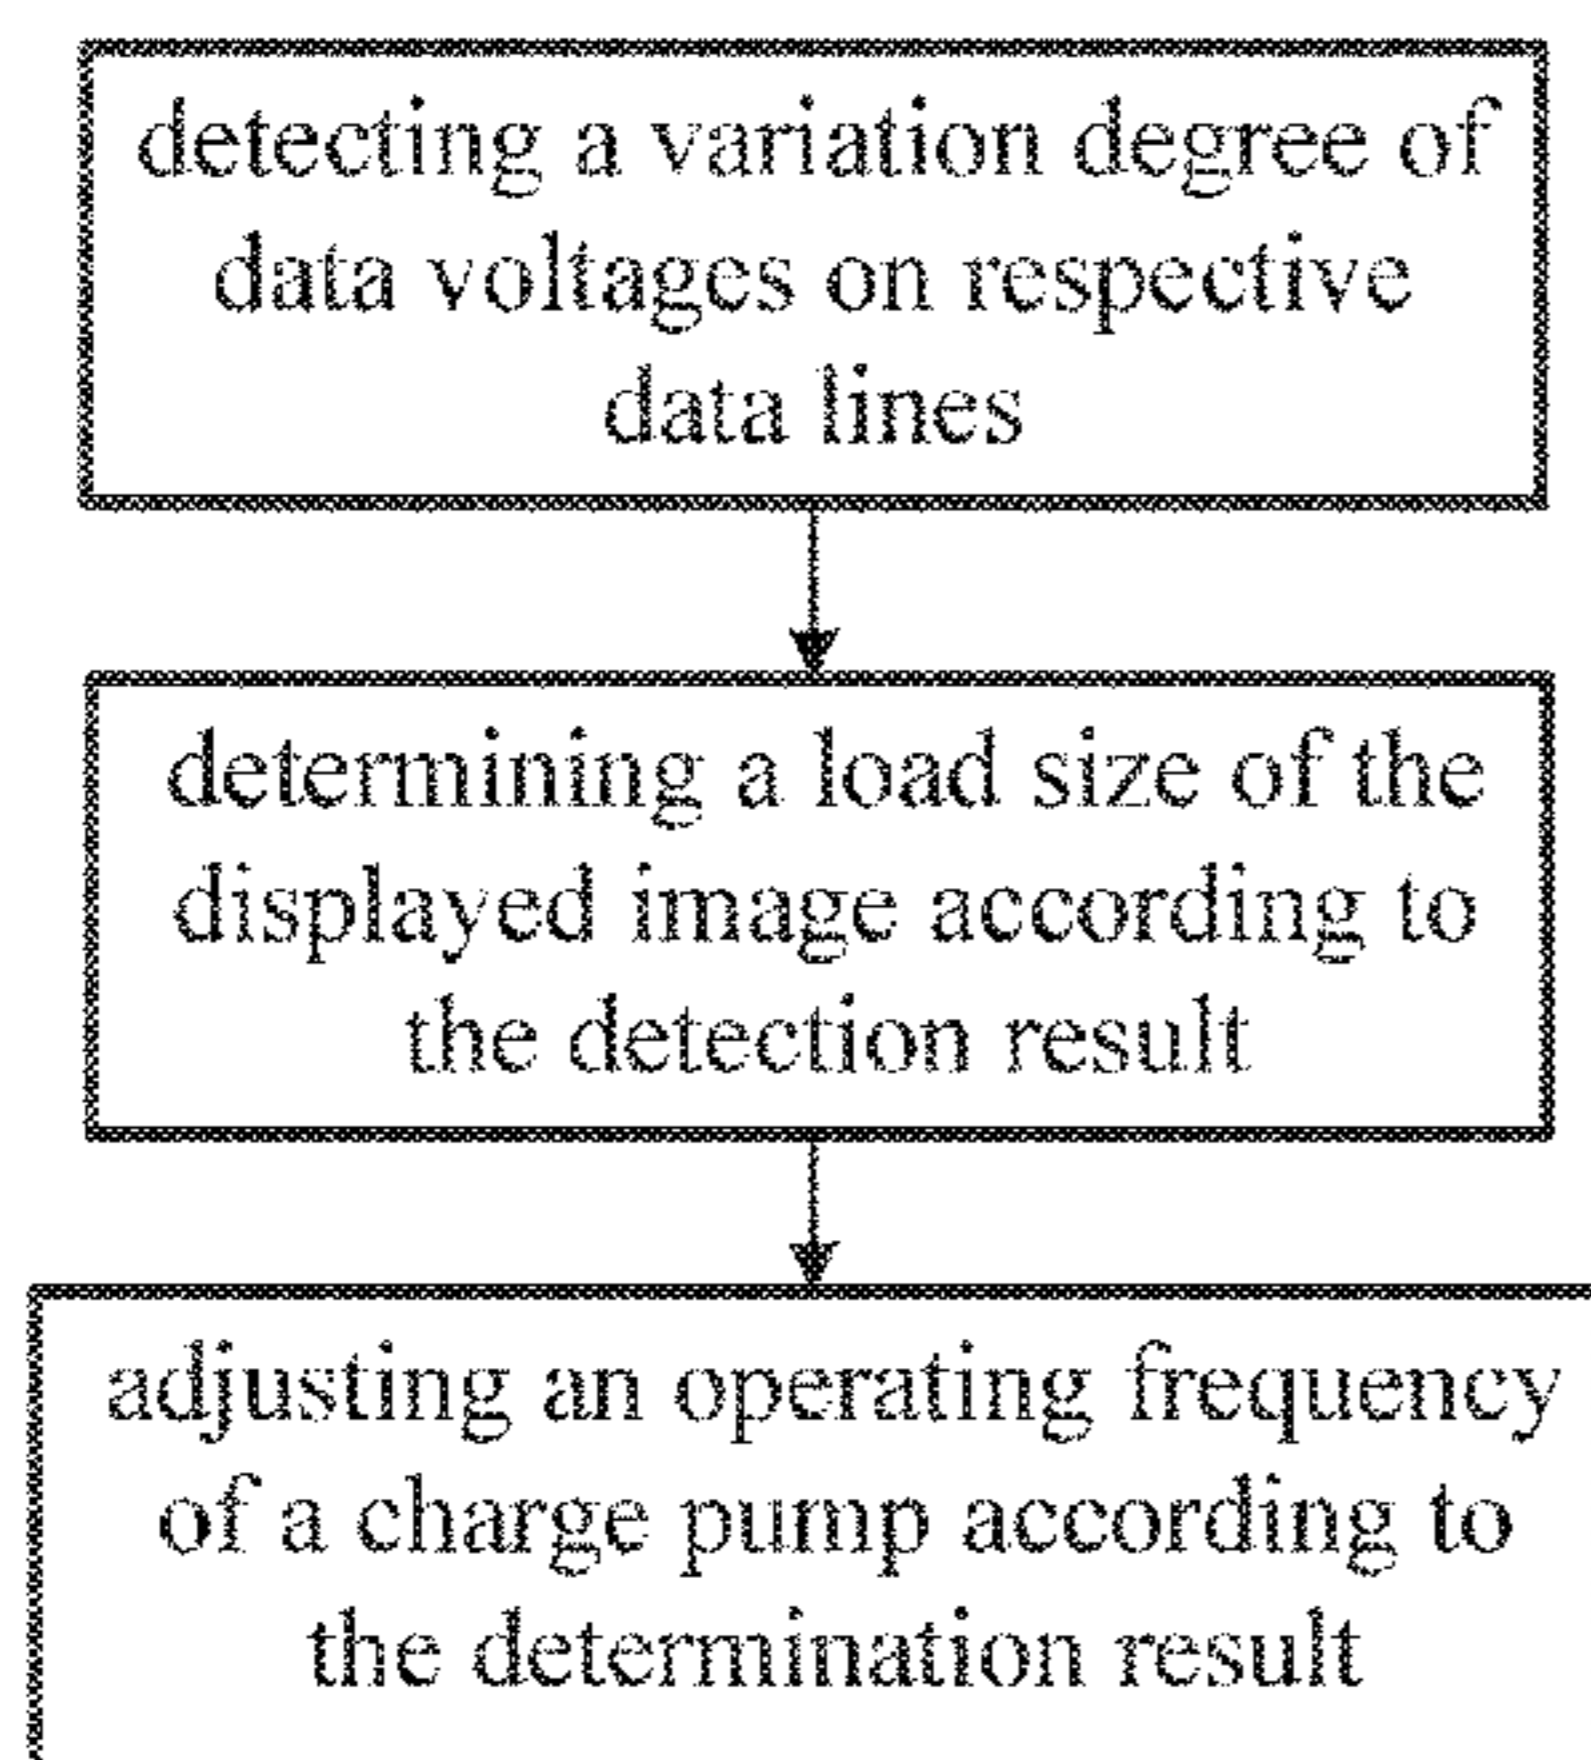 detecting a variation degree of
data voltages on respective
data lines
determining a load size of the
displayed image according to
the detection result
adjusting an operating frequency
of a charge pump according to
the determination result